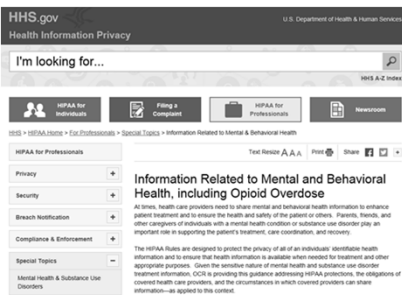 HHS.gov
U.S. Department of Health & Human Services
Health Information Privacy
I'm looking for...
HHS A-Z Index
HIPAA for
Individuals
Filing a
Complaint
HIPAA for
Professionals
Newsroom
HHS > HIPAA Home > For Professionals > Special Topics > Information Related to Mental & Behavioral Health
HIPAA for Professionals
Text Resize A A A Print Share f +
Privacy +
Security +
Breach Notification +
Compliance & Enforcement +
Special Topics −
Mental Health & Substance Use
Disorders
Information Related to Mental and Behavioral
Health, including Opioid Overdose
At times, health care providers need to share mental and behavioral health information to enhance
patient treatment and to ensure the health and safety of the patient or others. Parents, friends, and
other caregivers of individuals with a mental health condition or substance use disorder play an
important role in supporting the patient's treatment, care coordination, and recovery.
The HIPAA Rules are designed to protect the privacy of all of an individuals' identifiable health
information and to ensure that health information is available when needed for treatment and other
appropriate purposes. Given the sensitive nature of mental health and substance use disorder
treatment information, OCR is providing this guidance addressing HIPAA protections, the obligations of
covered health care providers, and the circumstances in which covered providers can share
information—as applied to this context.